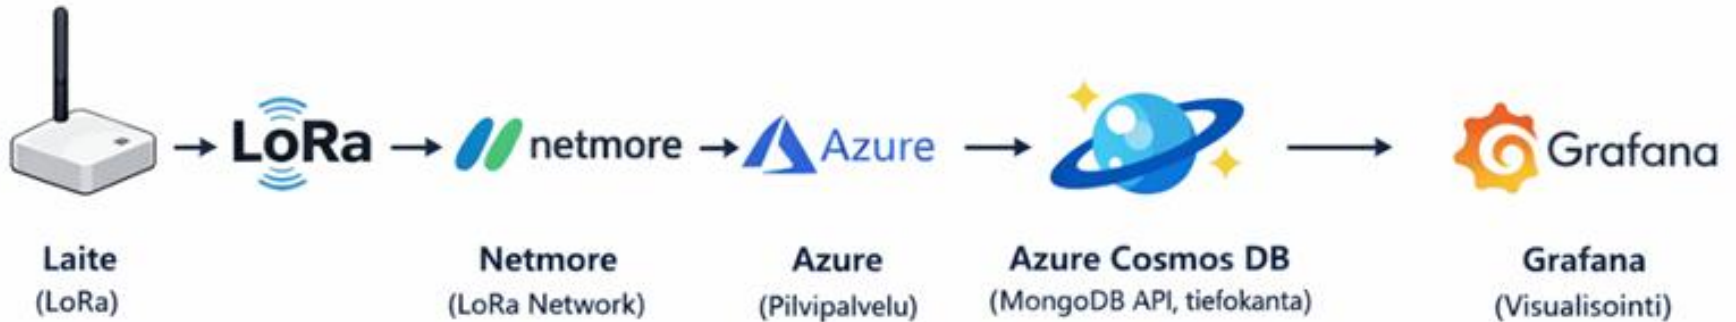 LoRa
netmore
Azure
Grafana
Laite
(LoRa)
Netmore
(LoRa Network)
Azure
(Pilvipalvelu)
Azure Cosmos DB
(MongoDB API, tiefokanta)
Grafana
(Visualisointi)